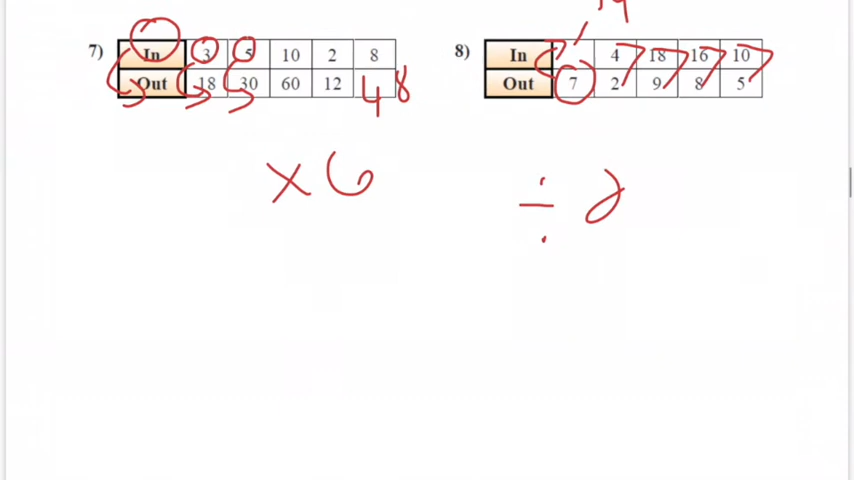 7) In 3 5 10 2 8
Out 18 30 60 12 48
8) In 4 18 16 10
Out 7 2 9 8 5
× 6
÷ 2